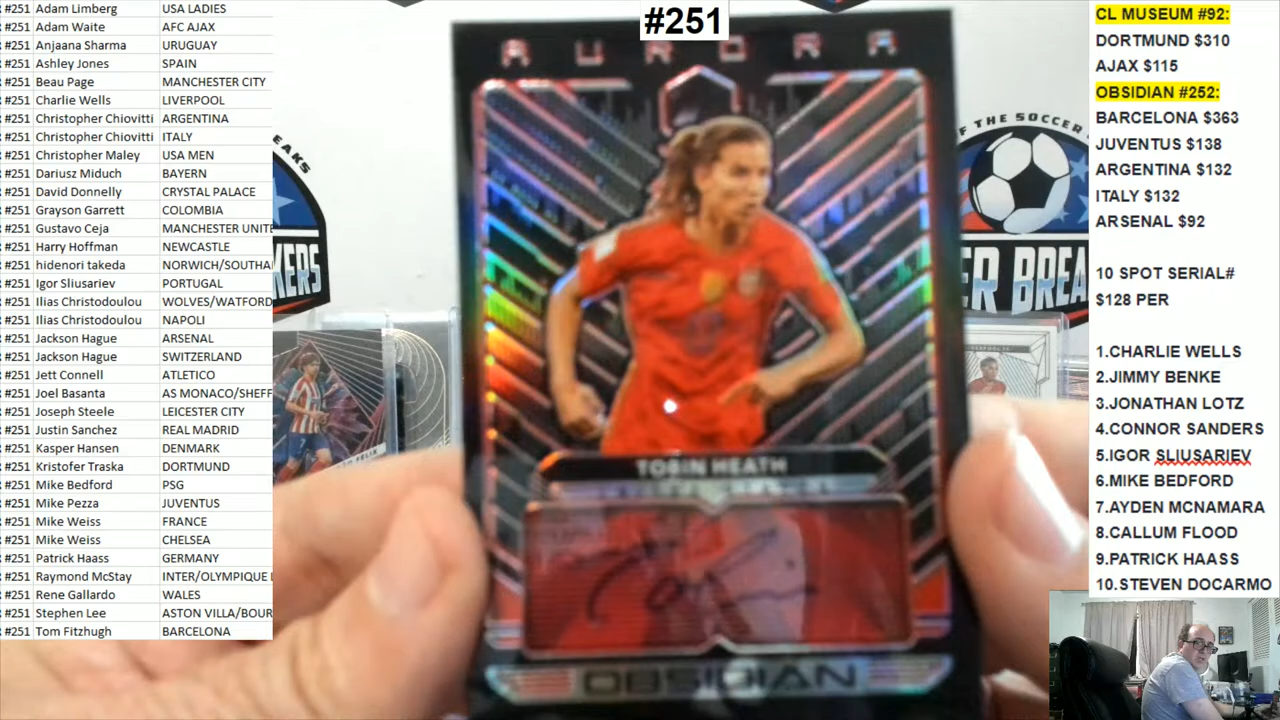 #251 Adam Limberg USA LADIES
#251 Adam Waite AFC AJAX
#251 Anjaana Sharma URUGUAY
#251 Ashley Jones SPAIN
#251 Beau Page MANCHESTER CITY
#251 Charlie Wells LIVERPOOL
#251 Christopher Chiovitti ARGENTINA
#251 Christopher Chiovitti ITALY
#251 Christopher Maley USA MEN
#251 Dariusz Miduch BAYERN
#251 David Donnelly CRYSTAL PALACE
#251 Grayson Garrett COLOMBIA
#251 Gustavo Ceja MANCHESTER UNITE
#251 Harry Hoffman NEWCASTLE
#251 hidenori takeda NORWICH/SOUTHA
#251 Igor Sliusariev PORTUGAL
#251 Ilias Christodoulou WOLVES/WATFORD
#251 Ilias Christodoulou NAPOLI
#251 Jackson Hague ARSENAL
#251 Jackson Hague SWITZERLAND
#251 Jett Connell ATLETICO
#251 Joel Basanta AS MONACO/SHEFF
#251 Joseph Steele LEICESTER CITY
#251 Justin Sanchez REAL MADRID
#251 Kasper Hansen DENMARK
#251 Kristofer Traska DORTMUND
#251 Mike Bedford PSG
#251 Mike Pezza JUVENTUS
#251 Mike Weiss FRANCE
#251 Mike Weiss CHELSEA
#251 Patrick Haass GERMANY
#251 Raymond McStay INTER/OLYMPIQUE
#251 Rene Gallardo WALES
#251 Stephen Lee ASTON VILLA/BOUR
#251 Tom Fitzhugh BARCELONA
#251
AURORA
TOBIN HEATH
OBSIDIAN
EAKS
KERS
OF THE SOCCER
ER BREA
CL MUSEUM #92:
DORTMUND $310
AJAX $115
OBSIDIAN #252:
BARCELONA $363
JUVENTUS $138
ARGENTINA $132
ITALY $132
ARSENAL $92
10 SPOT SERIAL#
$128 PER
1.CHARLIE WELLS
2.JIMMY BENKE
3.JONATHAN LOTZ
4.CONNOR SANDERS
5.IGOR SLIUSARIEV
6.MIKE BEDFORD
7.AYDEN MCNAMARA
8.CALLUM FLOOD
9.PATRICK HAASS
10.STEVEN DOCARMO